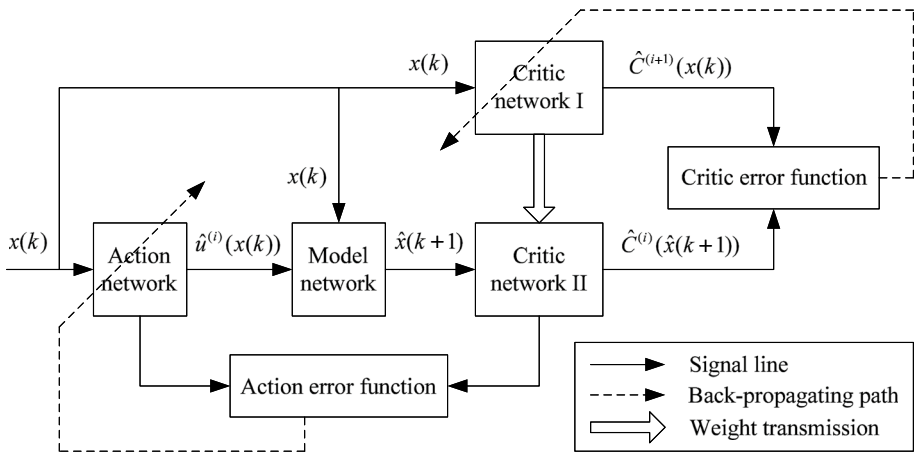 x(k)
Critic
network I
Ĉ⁽ⁱ⁺¹⁾(x(k))
Critic error function
x(k)
x(k)
Action
network
û⁽ⁱ⁾(x(k))
Model
network
x̂(k+1)
Critic
network II
Ĉ⁽ⁱ⁾(x̂(k+1))
Action error function
Signal line
Back-propagating path
Weight transmission